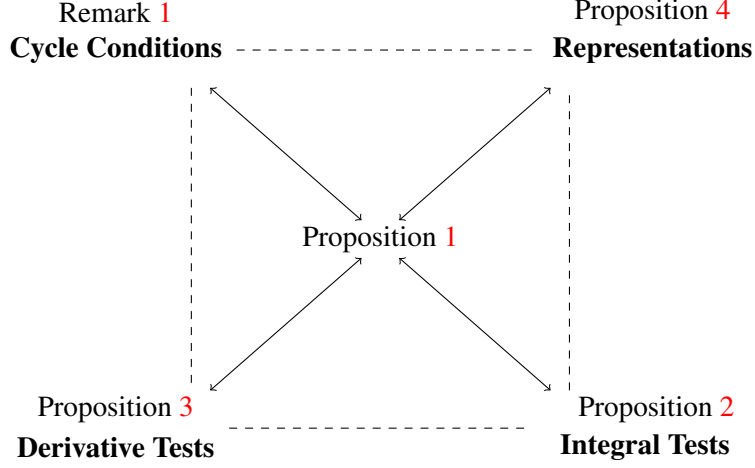 Remark 1
Cycle Conditions
Proposition 4
Representations
Proposition 1
Proposition 3
Derivative Tests
Proposition 2
Integral Tests